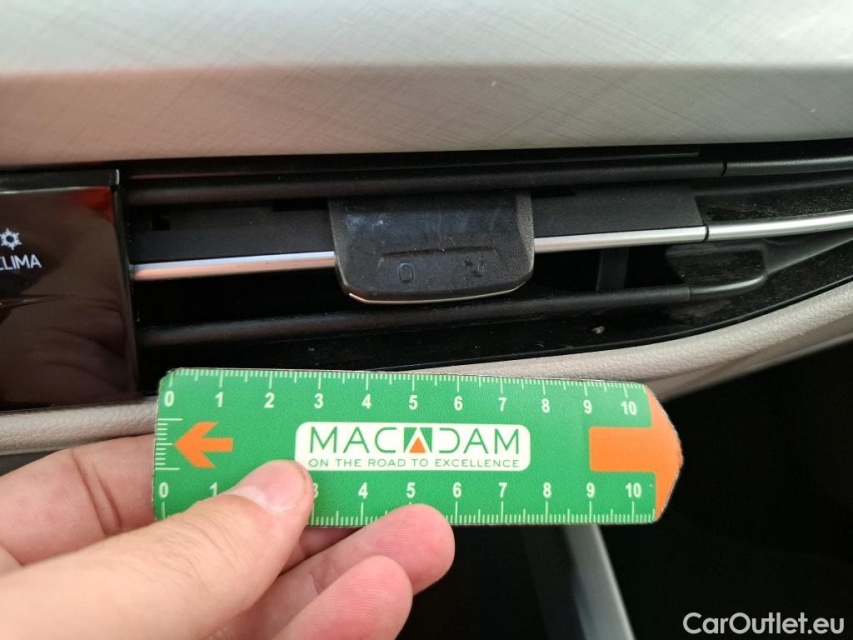 CLIMA
0 1 2 3 4 5 6 7 8 9 10
MACADAM
ON THE ROAD TO EXCELLENCE
0 1 3 4 5 6 7 8 9 10
CarOutlet.eu